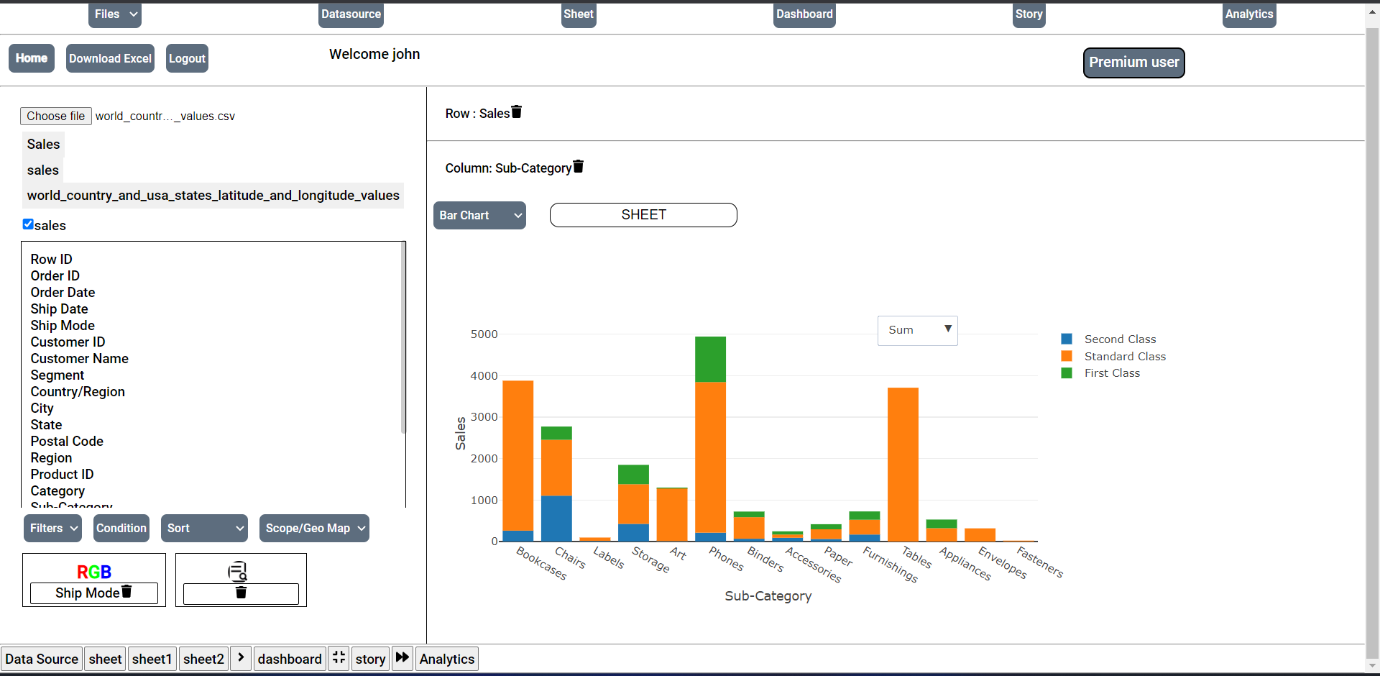 Files Datasource Sheet Dashboard Story Analytics
Home Download Excel Logout Welcome john Premium user
Choose file world_countr…_values.csv
Sales
sales
world_country_and_usa_states_latitude_and_longitude_values
sales
Row ID
Order ID
Order Date
Ship Date
Ship Mode
Customer ID
Customer Name
Segment
Country/Region
City
State
Postal Code
Region
Product ID
Category
Sub-Category
Filters Condition Sort Scope/Geo Map
RGB
Ship Mode
Row : Sales
Column: Sub-Category
Bar Chart SHEET
Sum
5000
4000
3000
2000
1000
0
Sales
Bookcases Chairs Labels Storage Art Phones Binders Accessories Paper Furnishings Tables Appliances Envelopes Fasteners
Sub-Category
Second Class
Standard Class
First Class
Data Source sheet sheet1 sheet2 dashboard story Analytics